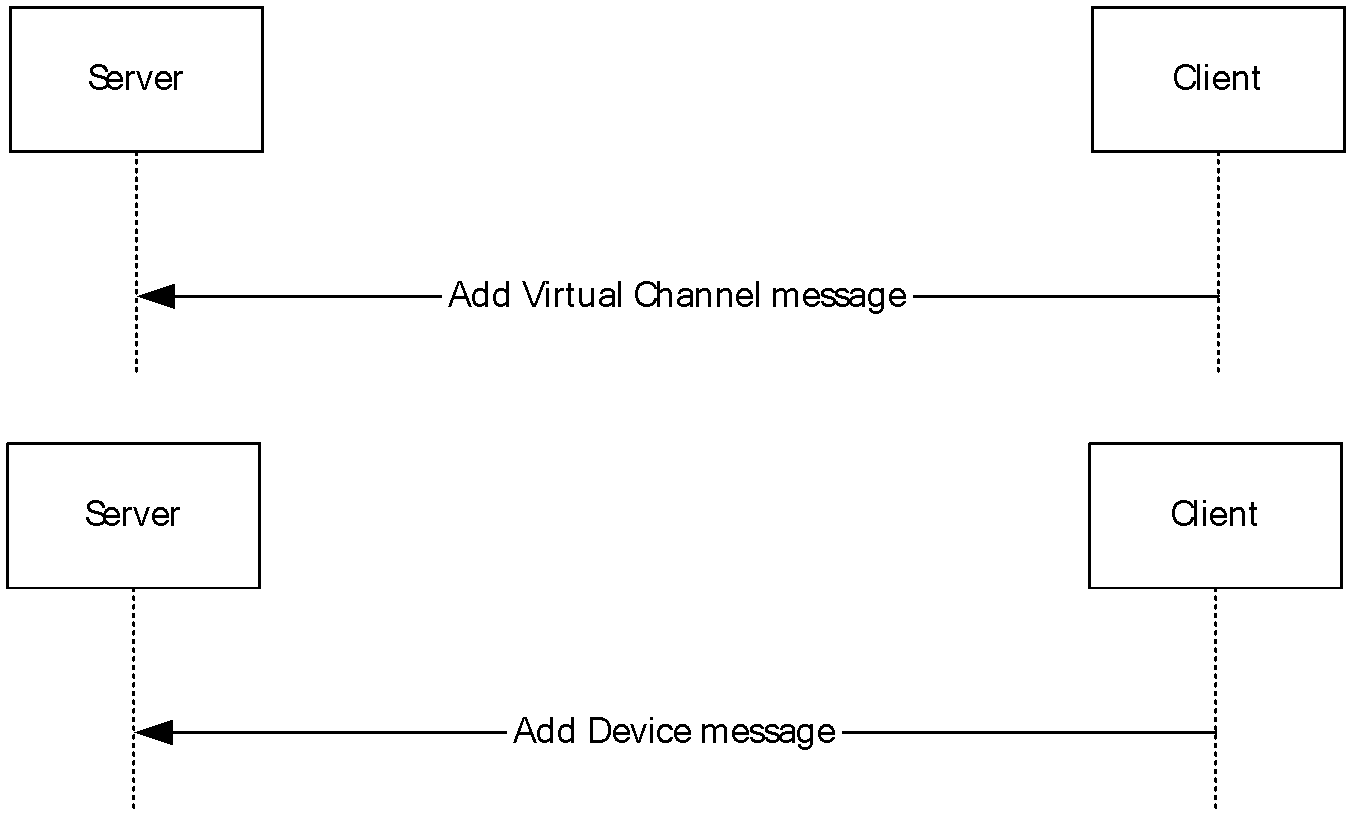 Server
Client
Add Virtual Channel message
Server
Client
Add Device message